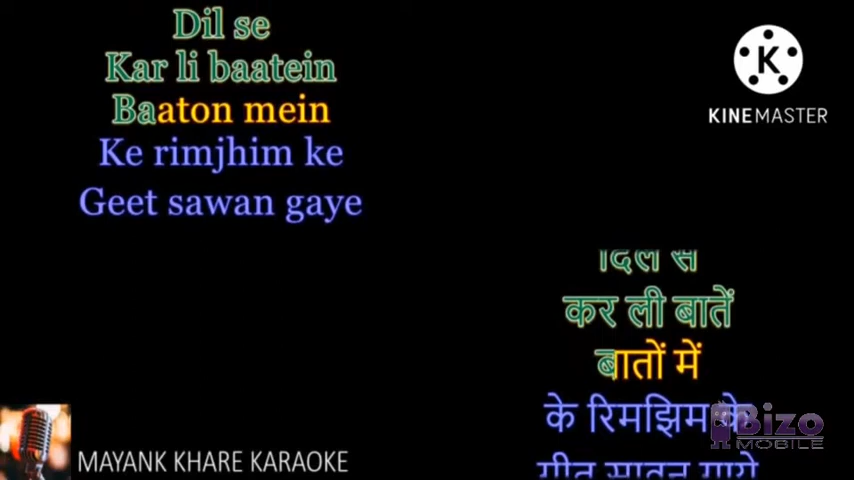 Dil se
Kar li baatein
Baaton mein
Ke rimjhim ke
Geet sawan gaye
KINEMASTER
दिल से
कर ली बातें
बातों में
के रिमझिम के
गीत सावन गाये
Bizo
MOBILE
MAYANK KHARE KARAOKE